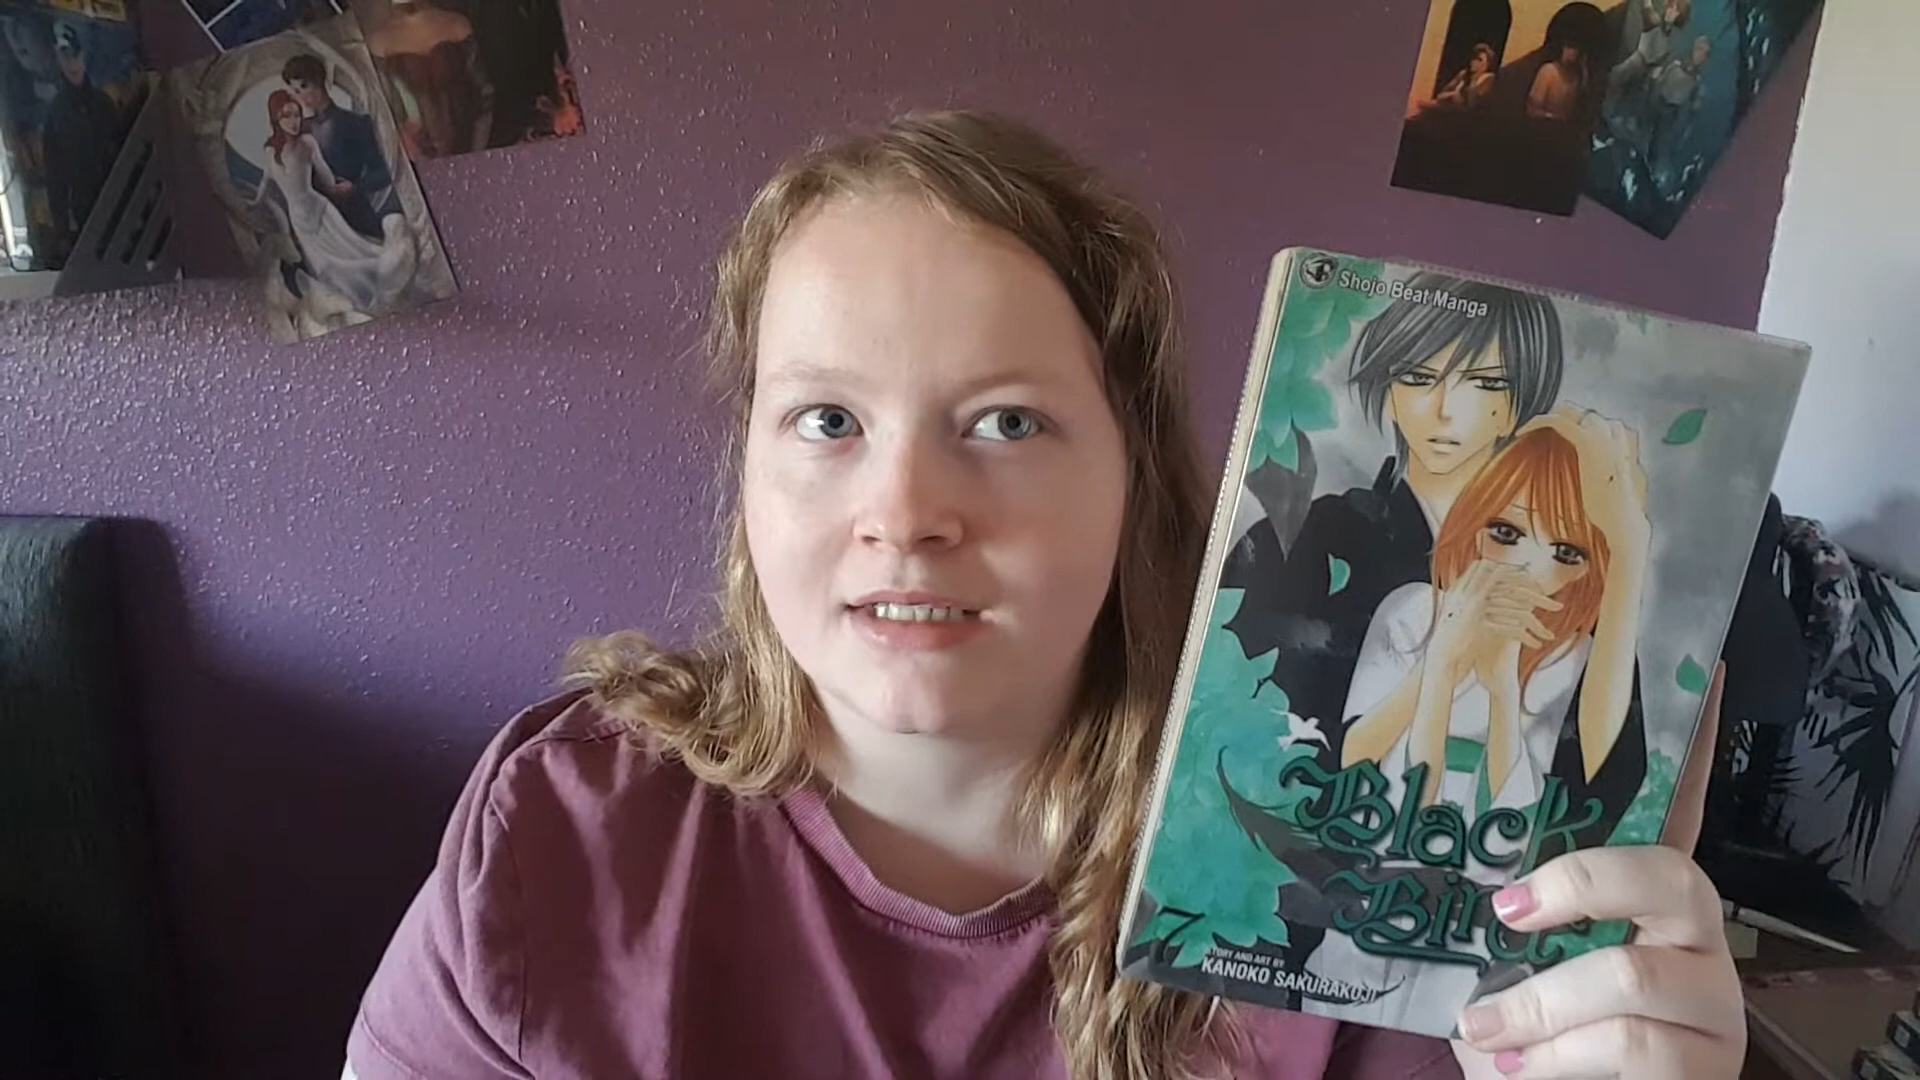 Shojo Beat Manga
Black
Bird
7
STORY AND ART BY
KANOKO SAKURAKOJI